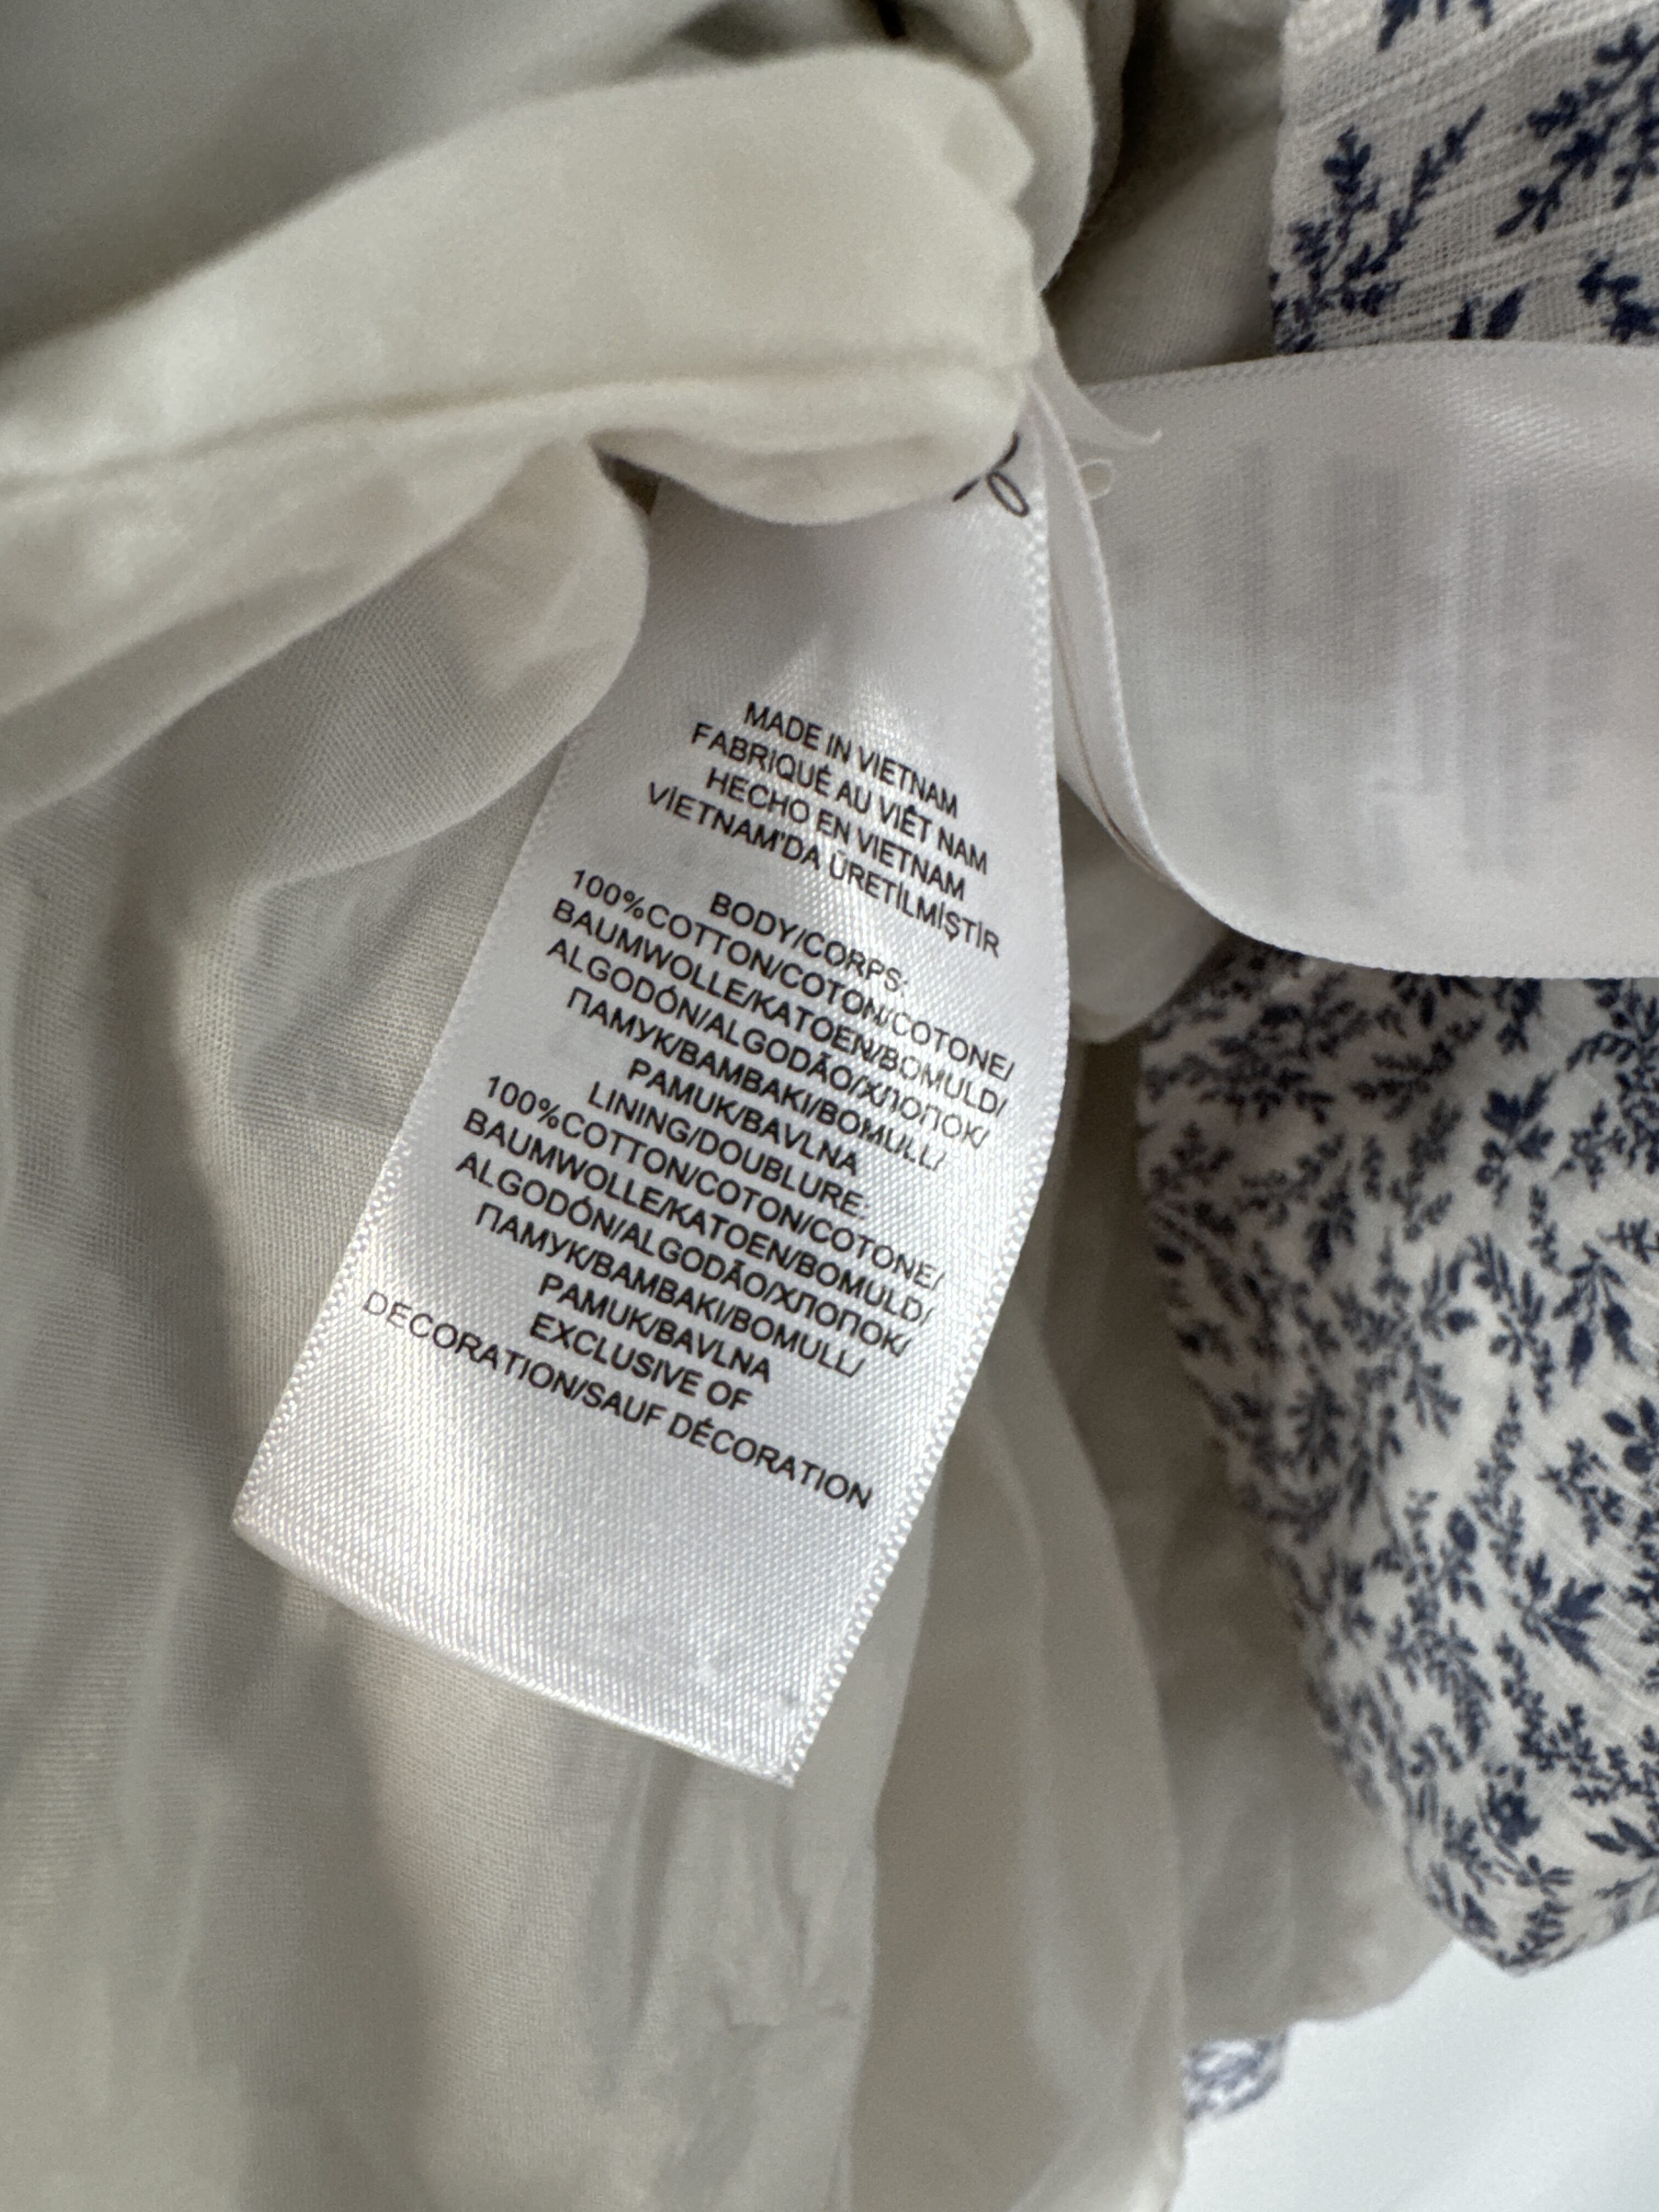 MADE IN VIETNAM
FABRIQUÉ AU VIÊT NAM
HECHO EN VIETNAM
VİETNAM'DA ÜRETİLMİŞTİR
BODY/CORPS:
100%COTTON/COTON/COTONE/
BAUMWOLLE/KATOEN/BOMULD/
ALGODÓN/ALGODÃO/ХЛОПОК/
ПАМУК/BAMBAKI/BOMULL/
PAMUK/BAVLNA
LINING/DOUBLURE:
100%COTTON/COTON/COTONE/
BAUMWOLLE/KATOEN/BOMULD/
ALGODÓN/ALGODÃO/ХЛОПОК/
ПАМУК/BAMBAKI/BOMULL/
PAMUK/BAVLNA
EXCLUSIVE OF
DECORATION/SAUF DÉCORATION